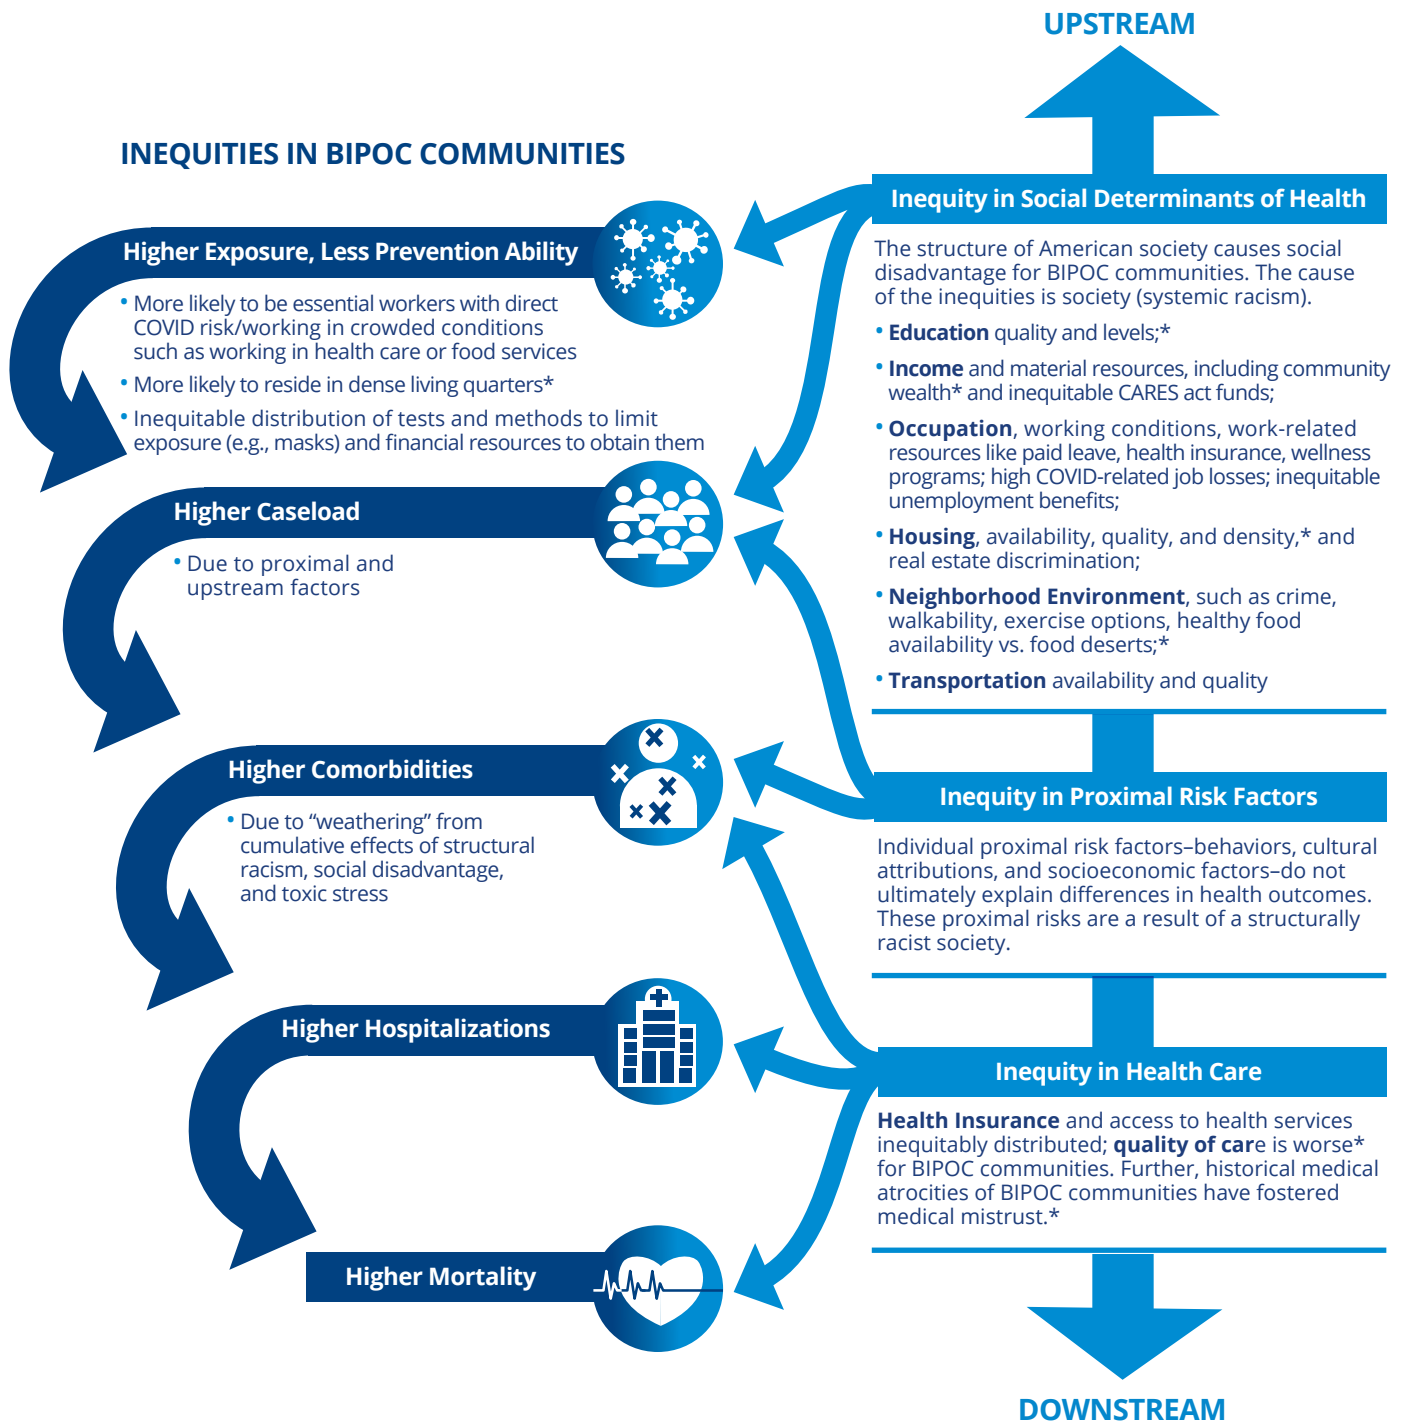 UPSTREAM
INEQUITIES IN BIPOC COMMUNITIES
Higher Exposure, Less Prevention Ability
• More likely to be essential workers with direct
COVID risk/working in crowded conditions
such as working in health care or food services
• More likely to reside in dense living quarters*
• Inequitable distribution of tests and methods to limit
exposure (e.g., masks) and financial resources to obtain them
Higher Caseload
• Due to proximal and
upstream factors
Higher Comorbidities
• Due to “weathering” from
cumulative effects of structural
racism, social disadvantage,
and toxic stress
Higher Hospitalizations
Higher Mortality
Inequity in Social Determinants of Health
The structure of American society causes social
disadvantage for BIPOC communities. The cause
of the inequities is society (systemic racism).
• Education quality and levels;*
• Income and material resources, including community
wealth* and inequitable CARES act funds;
• Occupation, working conditions, work-related
resources like paid leave, health insurance, wellness
programs; high COVID-related job losses; inequitable
unemployment benefits;
• Housing, availability, quality, and density,* and
real estate discrimination;
• Neighborhood Environment, such as crime,
walkability, exercise options, healthy food
availability vs. food deserts;*
• Transportation availability and quality
Inequity in Proximal Risk Factors
Individual proximal risk factors–behaviors, cultural
attributions, and socioeconomic factors–do not
ultimately explain differences in health outcomes.
These proximal risks are a result of a structurally
racist society.
Inequity in Health Care
Health Insurance and access to health services
inequitably distributed; quality of care is worse*
for BIPOC communities. Further, historical medical
atrocities of BIPOC communities have fostered
medical mistrust.*
DOWNSTREAM